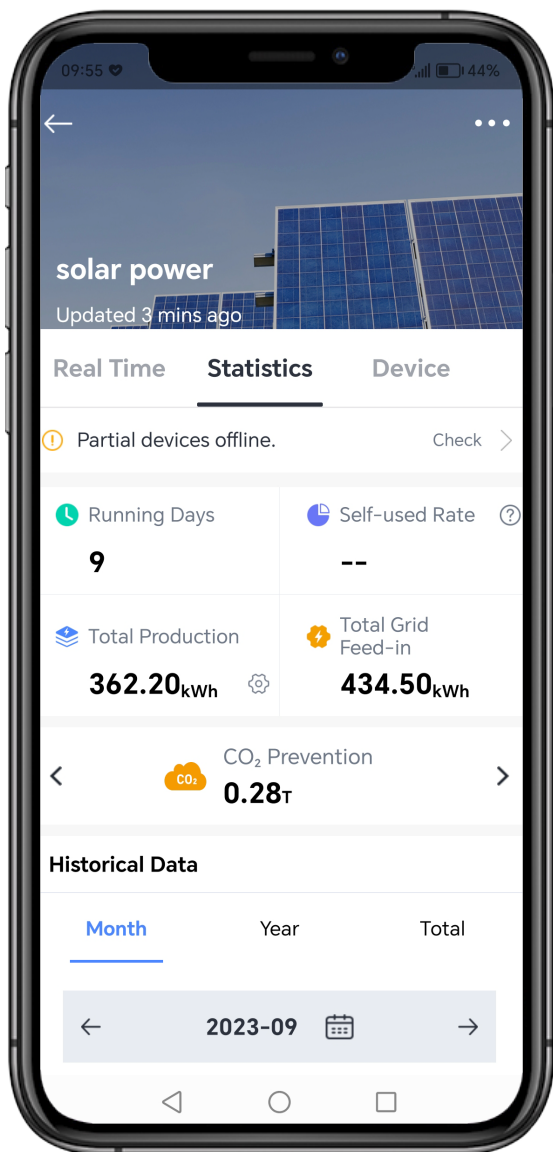 09:55
44%
solar power
Updated 3 mins ago
Real Time Statistics Device
Partial devices offline. Check
Running Days
9
Self-used Rate
--
Total Production
362.20kWh
Total Grid
Feed-in
434.50kWh
CO₂
CO₂ Prevention
0.28T
Historical Data
Month Year Total
2023-09